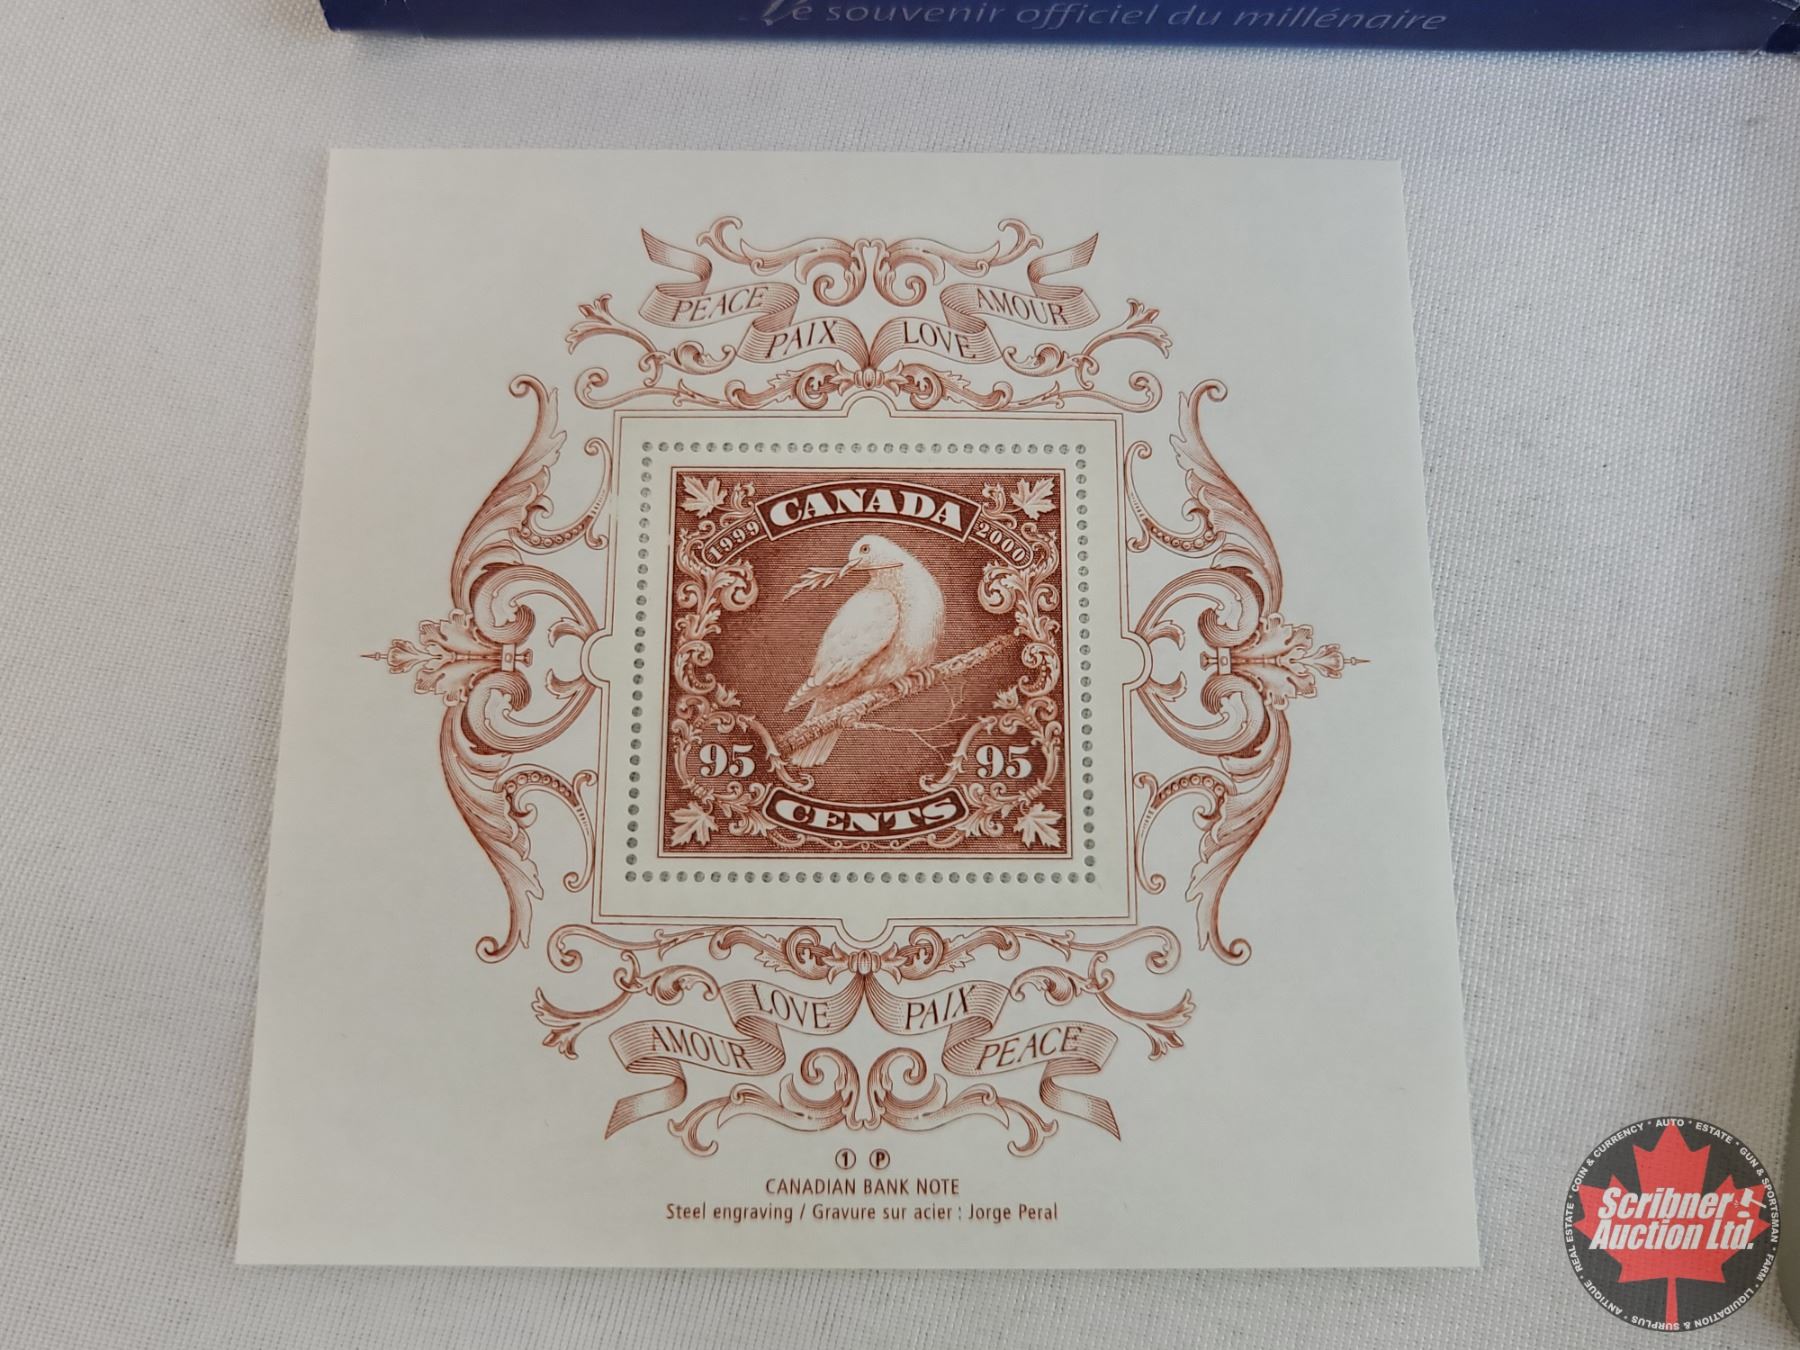 Le souvenir officiel du millénaire
PEACE
AMOUR
PAIX
LOVE
CANADA
1999
2000
95
95
CENTS
LOVE
PAIX
AMOUR
PEACE
1 P
CANADIAN BANK NOTE
Steel engraving / Gravure sur acier : Jorge Peral
COIN & CURRENCY * AUTO * ESTATE * GUN & SPORTSMAN * FARM * LIQUIDATION & SURPLUS * ANTIQUE * REAL ESTATE *
Scribner
Auction Ltd.